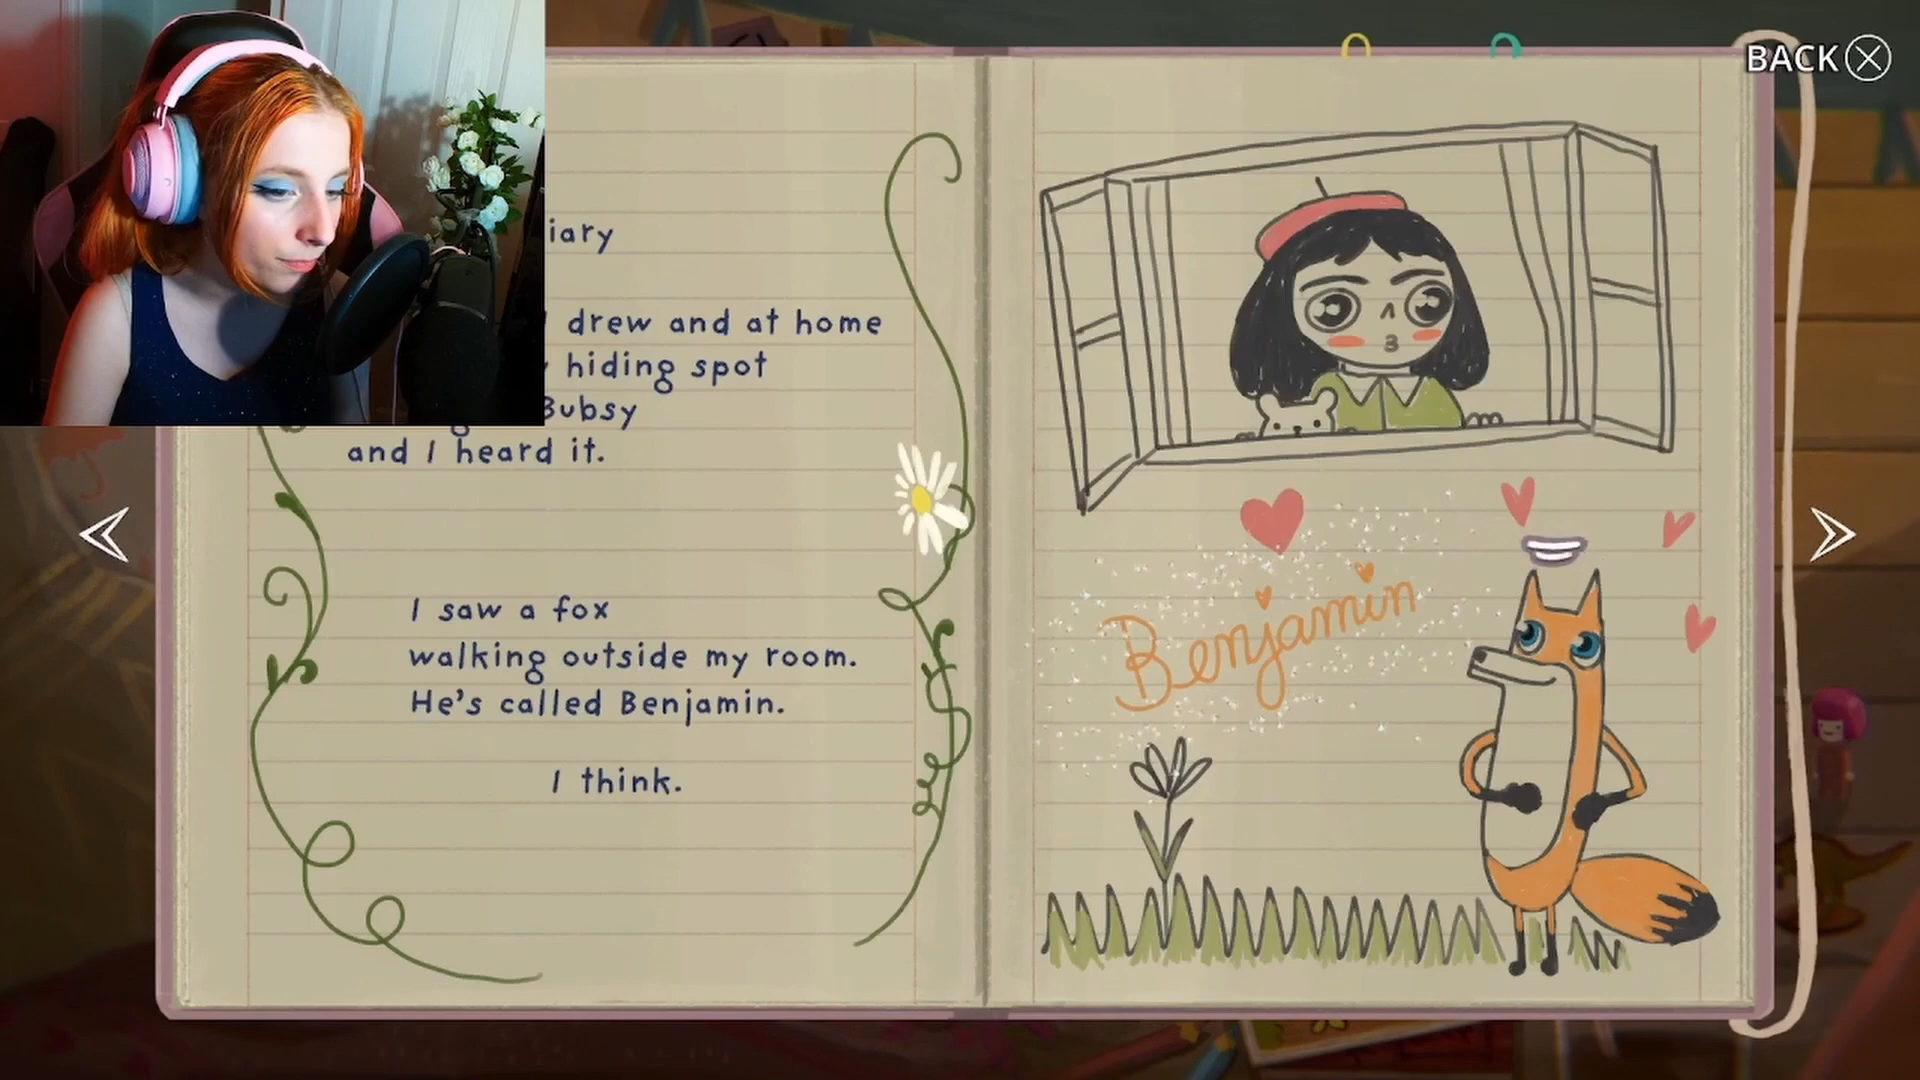 BACK
iary
drew and at home
hiding spot
Bubsy
and I heard it.
I saw a fox
walking outside my room.
He's called Benjamin.
I think.
Benjamin